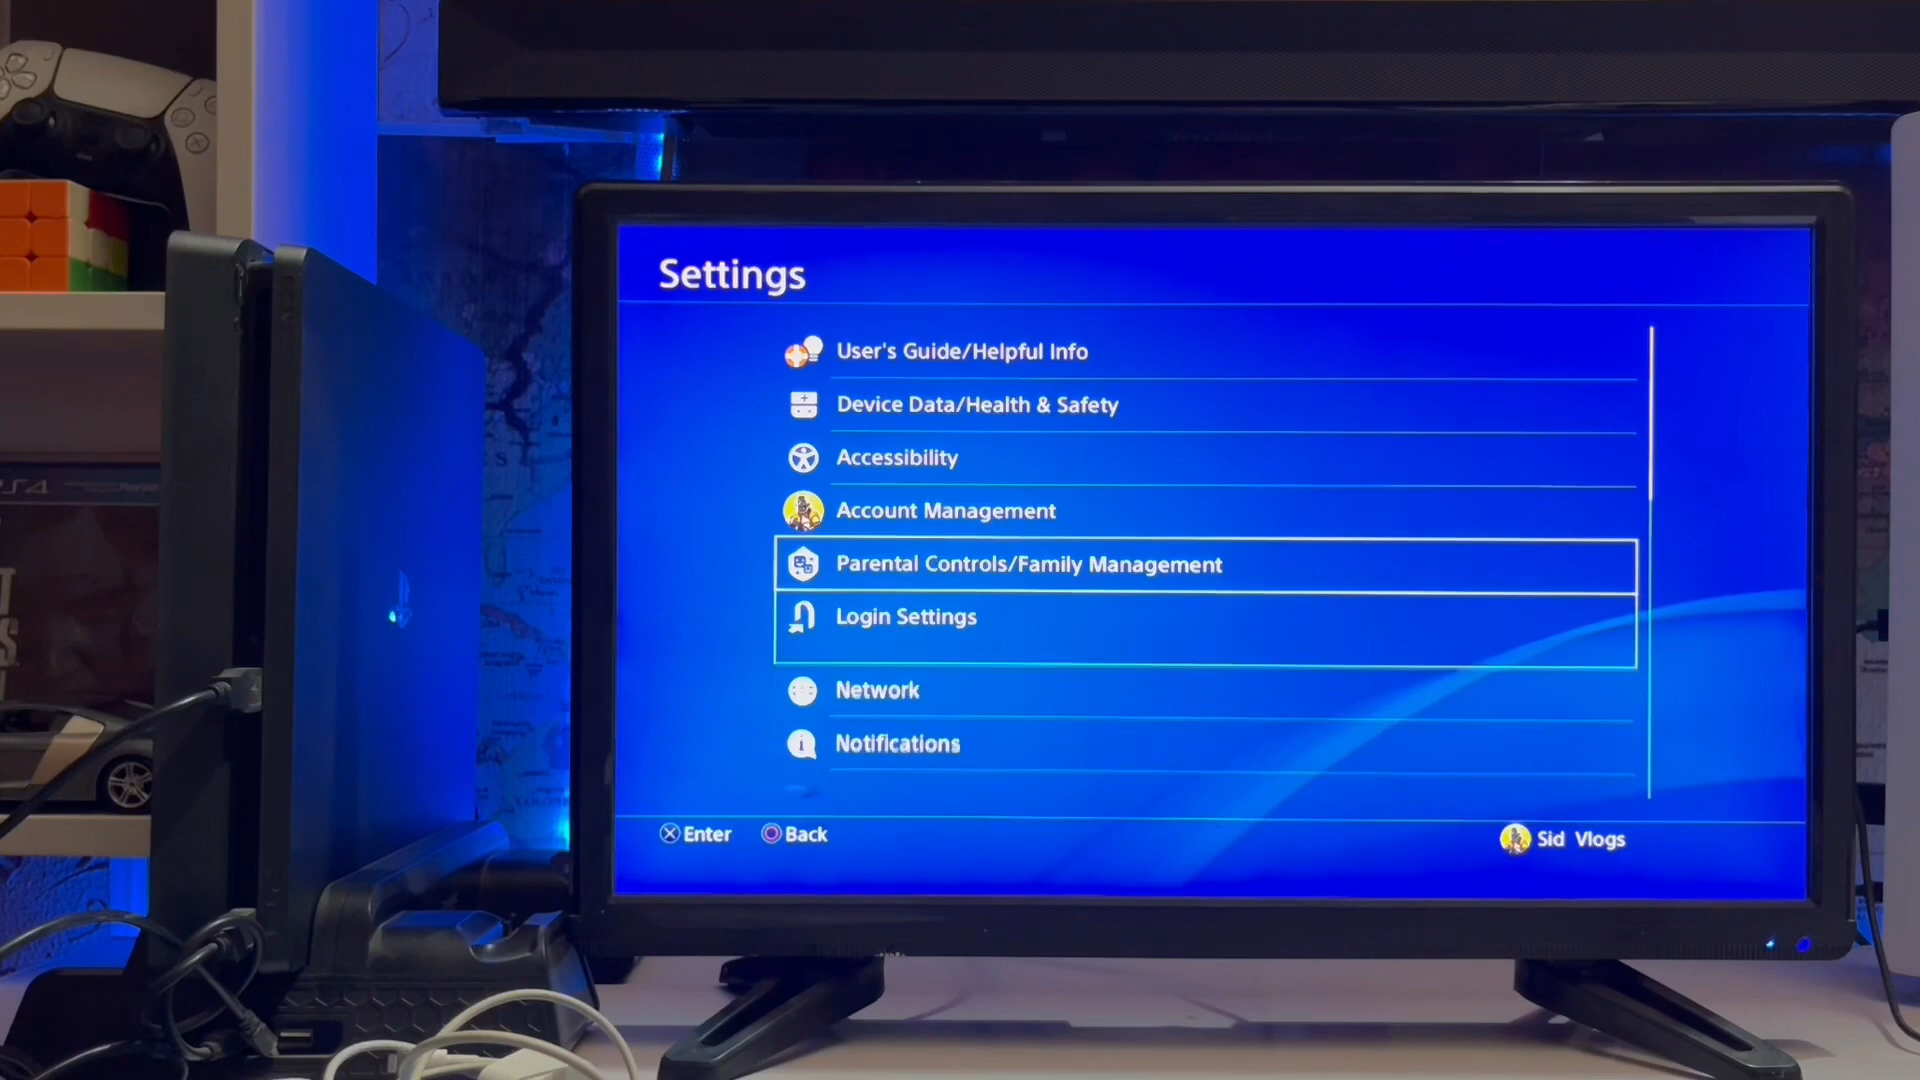 Settings
User's Guide/Helpful Info
Device Data/Health & Safety
Accessibility
Account Management
Parental Controls/Family Management
Login Settings
Network
Notifications
Enter
Back
Sid Vlogs